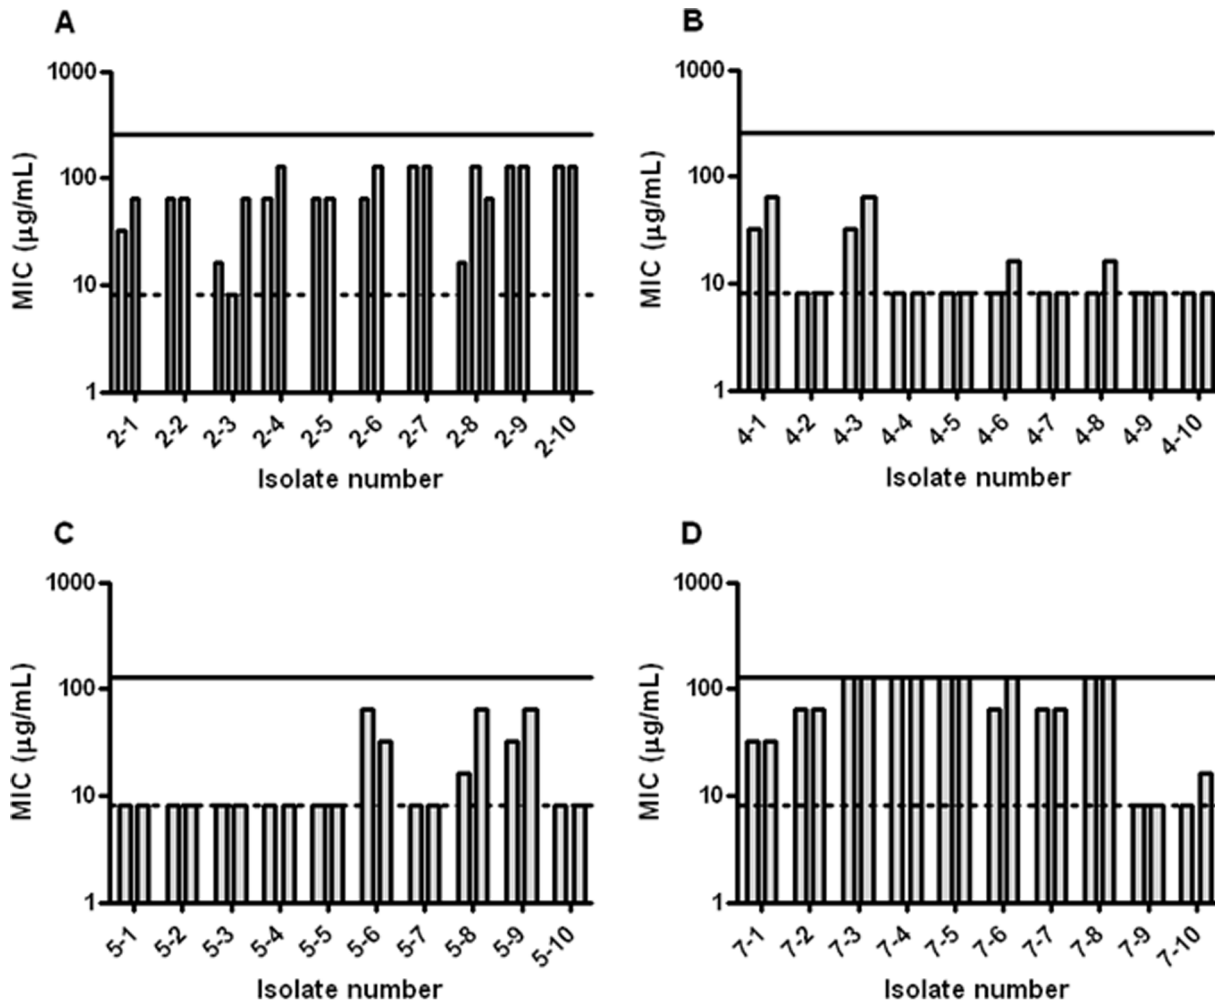 A
MIC (μg/mL)
1000
100
10
1
2-1 2-2 2-3 2-4 2-5 2-6 2-7 2-8 2-9 2-10
Isolate number
B
MIC (μg/mL)
1000
100
10
1
4-1 4-2 4-3 4-4 4-5 4-6 4-7 4-8 4-9 4-10
Isolate number
C
MIC (μg/mL)
1000
100
10
1
5-1 5-2 5-3 5-4 5-5 5-6 5-7 5-8 5-9 5-10
Isolate number
D
MIC (μg/mL)
1000
100
10
1
7-1 7-2 7-3 7-4 7-5 7-6 7-7 7-8 7-9 7-10
Isolate number